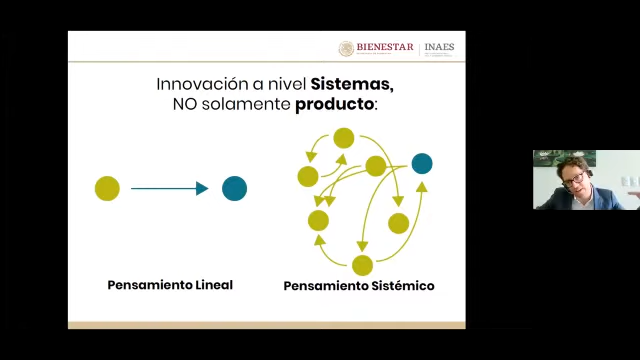 BIENESTAR
INAES
Innovación a nivel Sistemas,
NO solamente producto:
Pensamiento Lineal
Pensamiento Sistémico